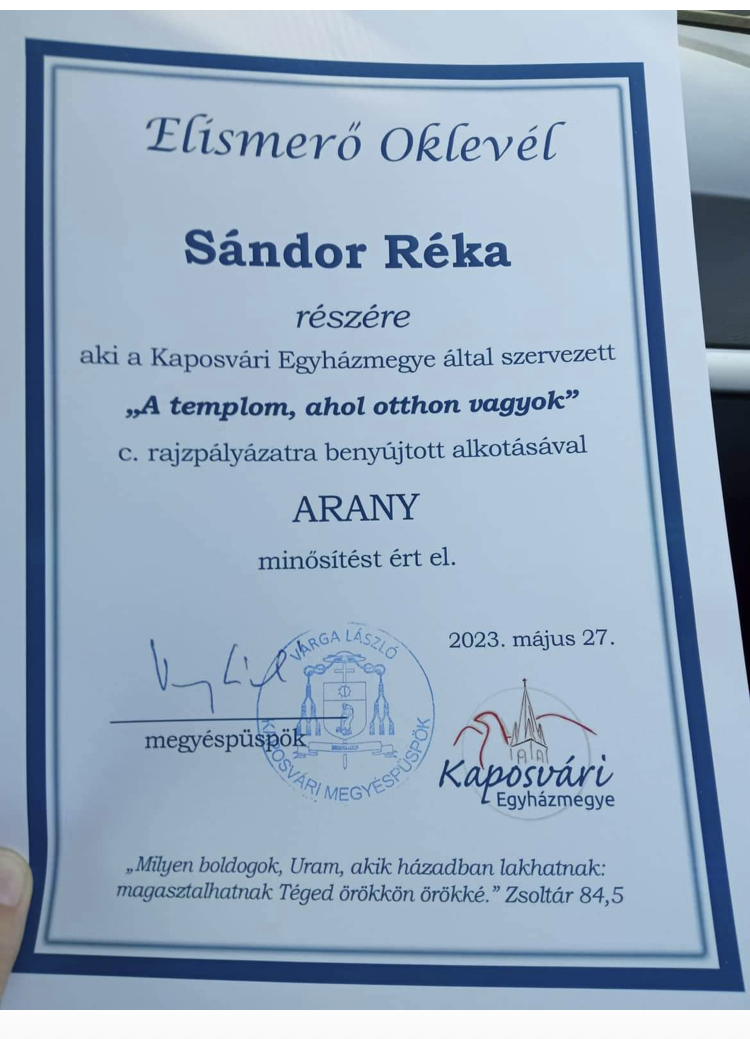 Elismerő Oklevél
Sándor Réka
részére
aki a Kaposvári Egyházmegye által szervezett
„A templom, ahol otthon vagyok”
c. rajzpályázatra benyújtott alkotásával
ARANY
minősítést ért el.
2023. május 27.
VARGA LÁSZLÓ
KAPOSVÁRI MEGYÉSPÜSPÖK
megyéspüspök
Kaposvári
Egyházmegye
„Milyen boldogok, Uram, akik házadban lakhatnak:
magasztalhatnak Téged örökkön örökké.” Zsoltár 84,5